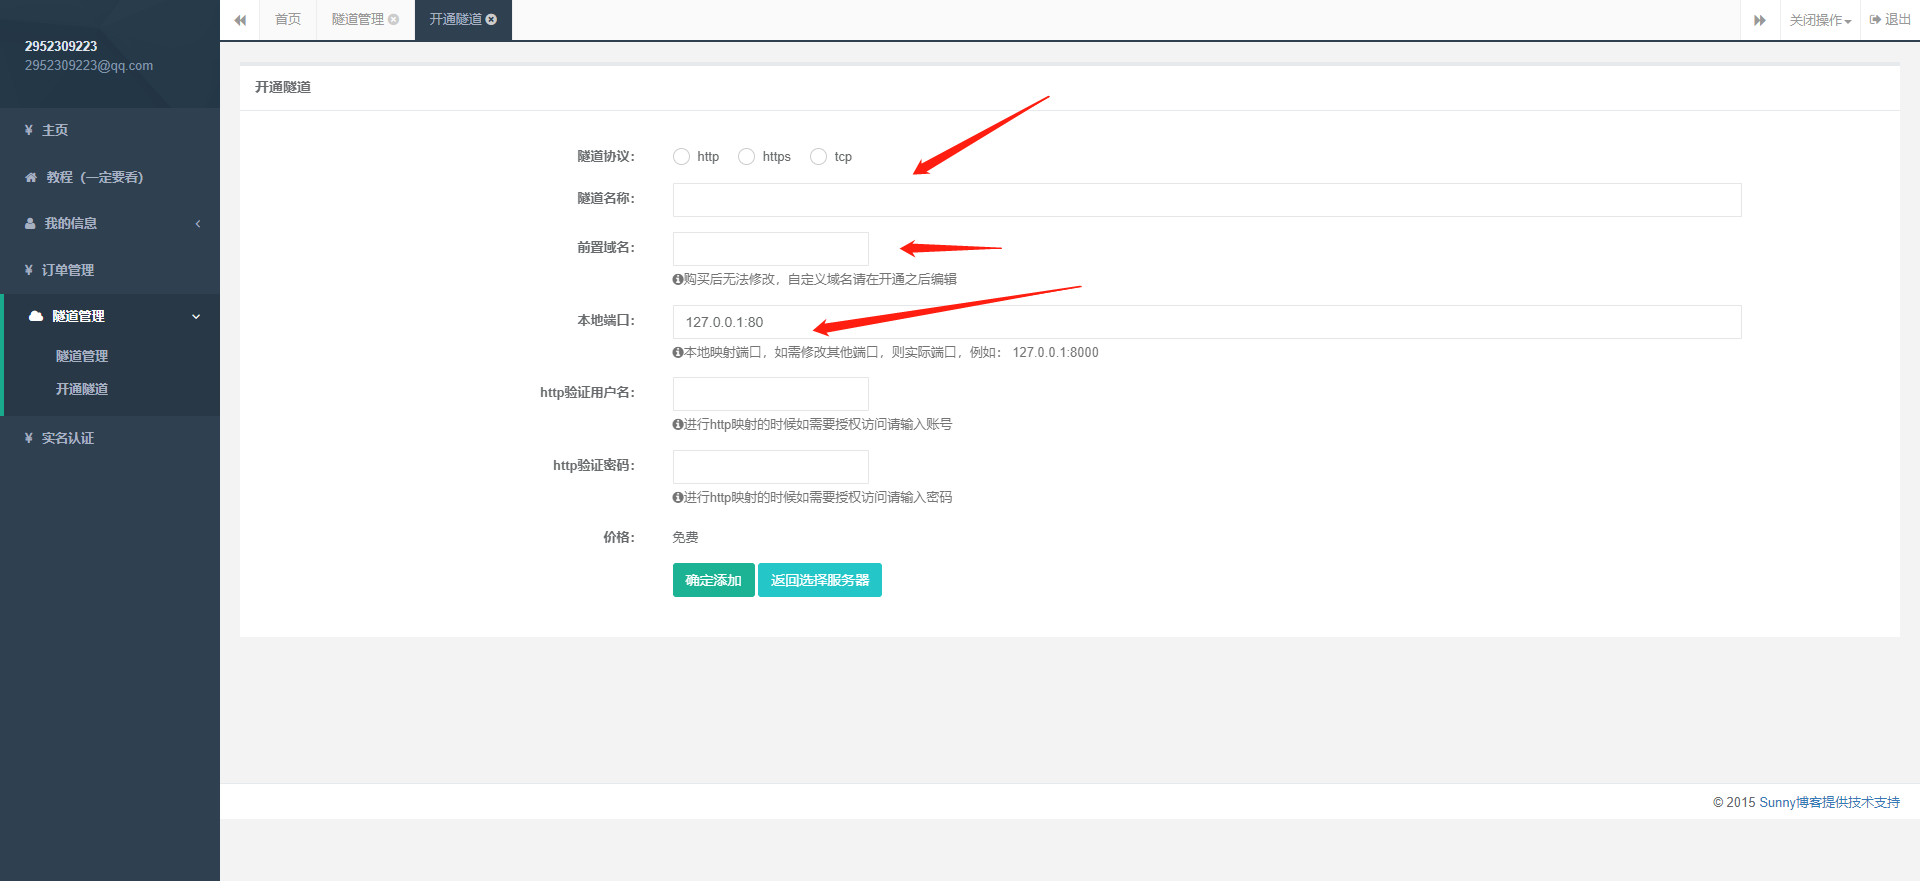 2952309223
2952309223@qq.com
首页
隧道管理
开通隧道
关闭操作
退出
¥ 主页
教程（一定要看）
我的信息
¥ 订单管理
隧道管理
隧道管理
开通隧道
¥ 实名认证
开通隧道
隧道协议： http https tcp
隧道名称：
前置域名：
购买后无法修改，自定义域名请在开通之后编辑
本地端口： 127.0.0.1:80
本地映射端口，如需修改其他端口，则实际端口，例如： 127.0.0.1:8000
http验证用户名：
进行http映射的时候如需要授权访问请输入账号
http验证密码：
进行http映射的时候如需要授权访问请输入密码
价格： 免费
确定添加 返回选择服务器
© 2015 Sunny博客提供技术支持